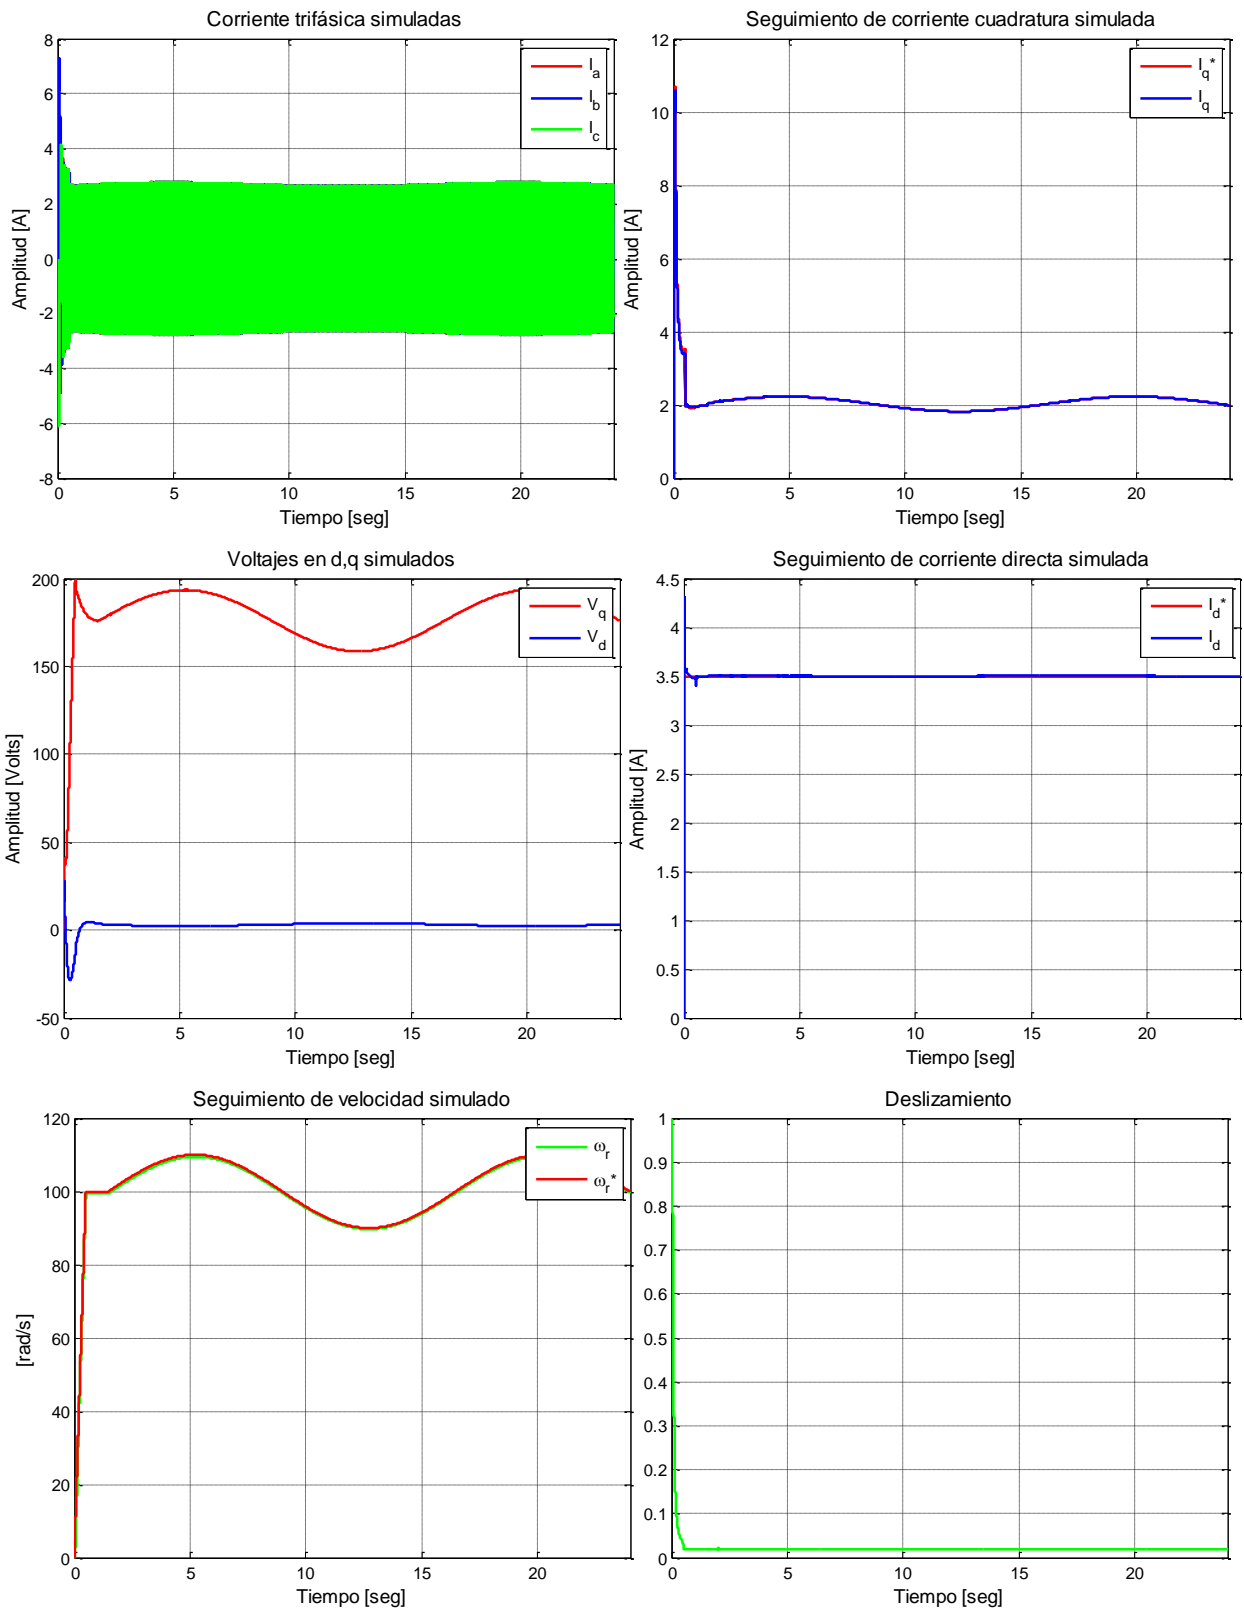 Corriente trifásica simuladas
8
6
4
2
0
-2
-4
-6
-8
0 5 10 15 20
Tiempo [seg]
Amplitud [A]
I_a
I_b
I_c
Seguimiento de corriente cuadratura simulada
12
10
8
6
4
2
0
0 5 10 15 20
Tiempo [seg]
Amplitud [A]
I_q*
I_q
Voltajes en d,q simulados
200
150
100
50
0
-50
0 5 10 15 20
Tiempo [seg]
Amplitud [Volts]
V_q
V_d
Seguimiento de corriente directa simulada
4.5
4
3.5
3
2.5
2
1.5
1
0.5
0
0 5 10 15 20
Tiempo [seg]
Amplitud [A]
I_d*
I_d
Seguimiento de velocidad simulado
120
100
80
60
40
20
0
0 5 10 15 20
Tiempo [seg]
[rad/s]
ω_r
ω_r*
Deslizamiento
1
0.9
0.8
0.7
0.6
0.5
0.4
0.3
0.2
0.1
0
0 5 10 15 20
Tiempo [seg]